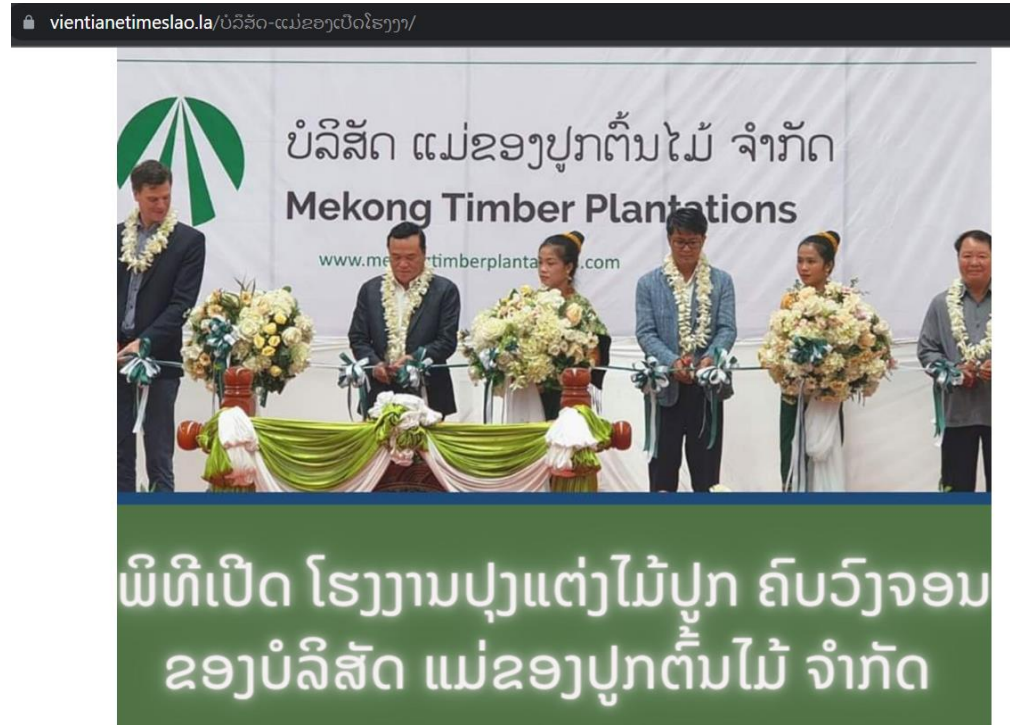 vientianetimeslao.la/ບໍລິສັດ-ແມ່ຂອງເປີດໂຮງງາ/
ບໍລິສັດ ແມ່ຂອງປູກຕົ້ນໄມ້ ຈໍາກັດ
Mekong Timber Plantations
ພິທີເປີດ ໂຮງງານປຸງແຕ່ງໄມ້ປູກ ຄົບວົງຈອນ
ຂອງບໍລິສັດ ແມ່ຂອງປູກຕົ້ນໄມ້ ຈໍາກັດ